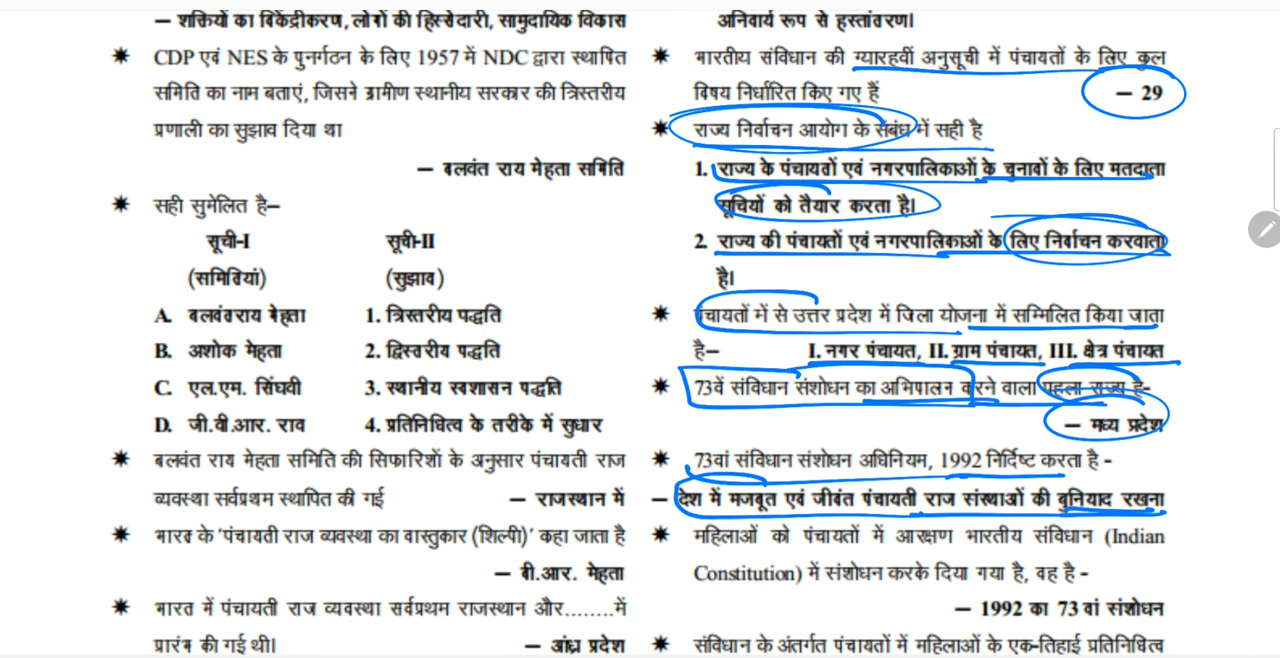 – शक्तियों का विकेंद्रीकरण, लोगों की हिस्सेदारी, सामुदायिक विकास
✷ CDP एवं NES के पुनर्गठन के लिए 1957 में NDC द्वारा स्थापित
समिति का नाम बताएं, जिसने ग्रामीण स्थानीय सरकार की त्रिस्तरीय
प्रणाली का सुझाव दिया था
– बलवंत राय मेहता समिति
✷ सही सुमेलित है–
सूची-I सूची-II
(समितियां) (सुझाव)
A. बलवंतराय मेहता 1. त्रिस्तरीय पद्धति
B. अशोक मेहता 2. द्विस्तरीय पद्धति
C. एल.एम. सिंघवी 3. स्थानीय स्वशासन पद्धति
D. जी.वी.आर. राव 4. प्रतिनिधित्व के तरीके में सुधार
✷ बलवंत राय मेहता समिति की सिफारिशों के अनुसार पंचायती राज
व्यवस्था सर्वप्रथम स्थापित की गई – राजस्थान में
✷ भारत के 'पंचायती राज व्यवस्था का वास्तुकार (शिल्पी)' कहा जाता है
– बी.आर. मेहता
✷ भारत में पंचायती राज व्यवस्था सर्वप्रथम राजस्थान और........में
प्रारंभ की गई थी। – आंध्र प्रदेश
अनिवार्य रूप से हस्तांतरण।
✷ भारतीय संविधान की ग्यारहवीं अनुसूची में पंचायतों के लिए कुल
विषय निर्धारित किए गए हैं – 29
✷ राज्य निर्वाचन आयोग के संबंध में सही है
1. राज्य के पंचायतों एवं नगरपालिकाओं के चुनावों के लिए मतदाता
सूचियों को तैयार करता है।
2. राज्य की पंचायतों एवं नगरपालिकाओं के लिए निर्वाचन करवाता
है।
✷ पंचायतों में से उत्तर प्रदेश में जिला योजना में सम्मिलित किया जाता
है– I. नगर पंचायत, II. ग्राम पंचायत, III. क्षेत्र पंचायत
✷ 73वें संविधान संशोधन का अभिपालन करने वाला पहला राज्य है-
– मध्य प्रदेश
✷ 73वां संविधान संशोधन अधिनियम, 1992 निर्दिष्ट करता है -
– देश में मजबूत एवं जीवंत पंचायती राज संस्थाओं की बुनियाद रखना
✷ महिलाओं को पंचायतों में आरक्षण भारतीय संविधान (Indian
Constitution) में संशोधन करके दिया गया है, वह है -
– 1992 का 73 वां संशोधन
✷ संविधान के अंतर्गत पंचायतों में महिलाओं के एक-तिहाई प्रतिनिधित्व